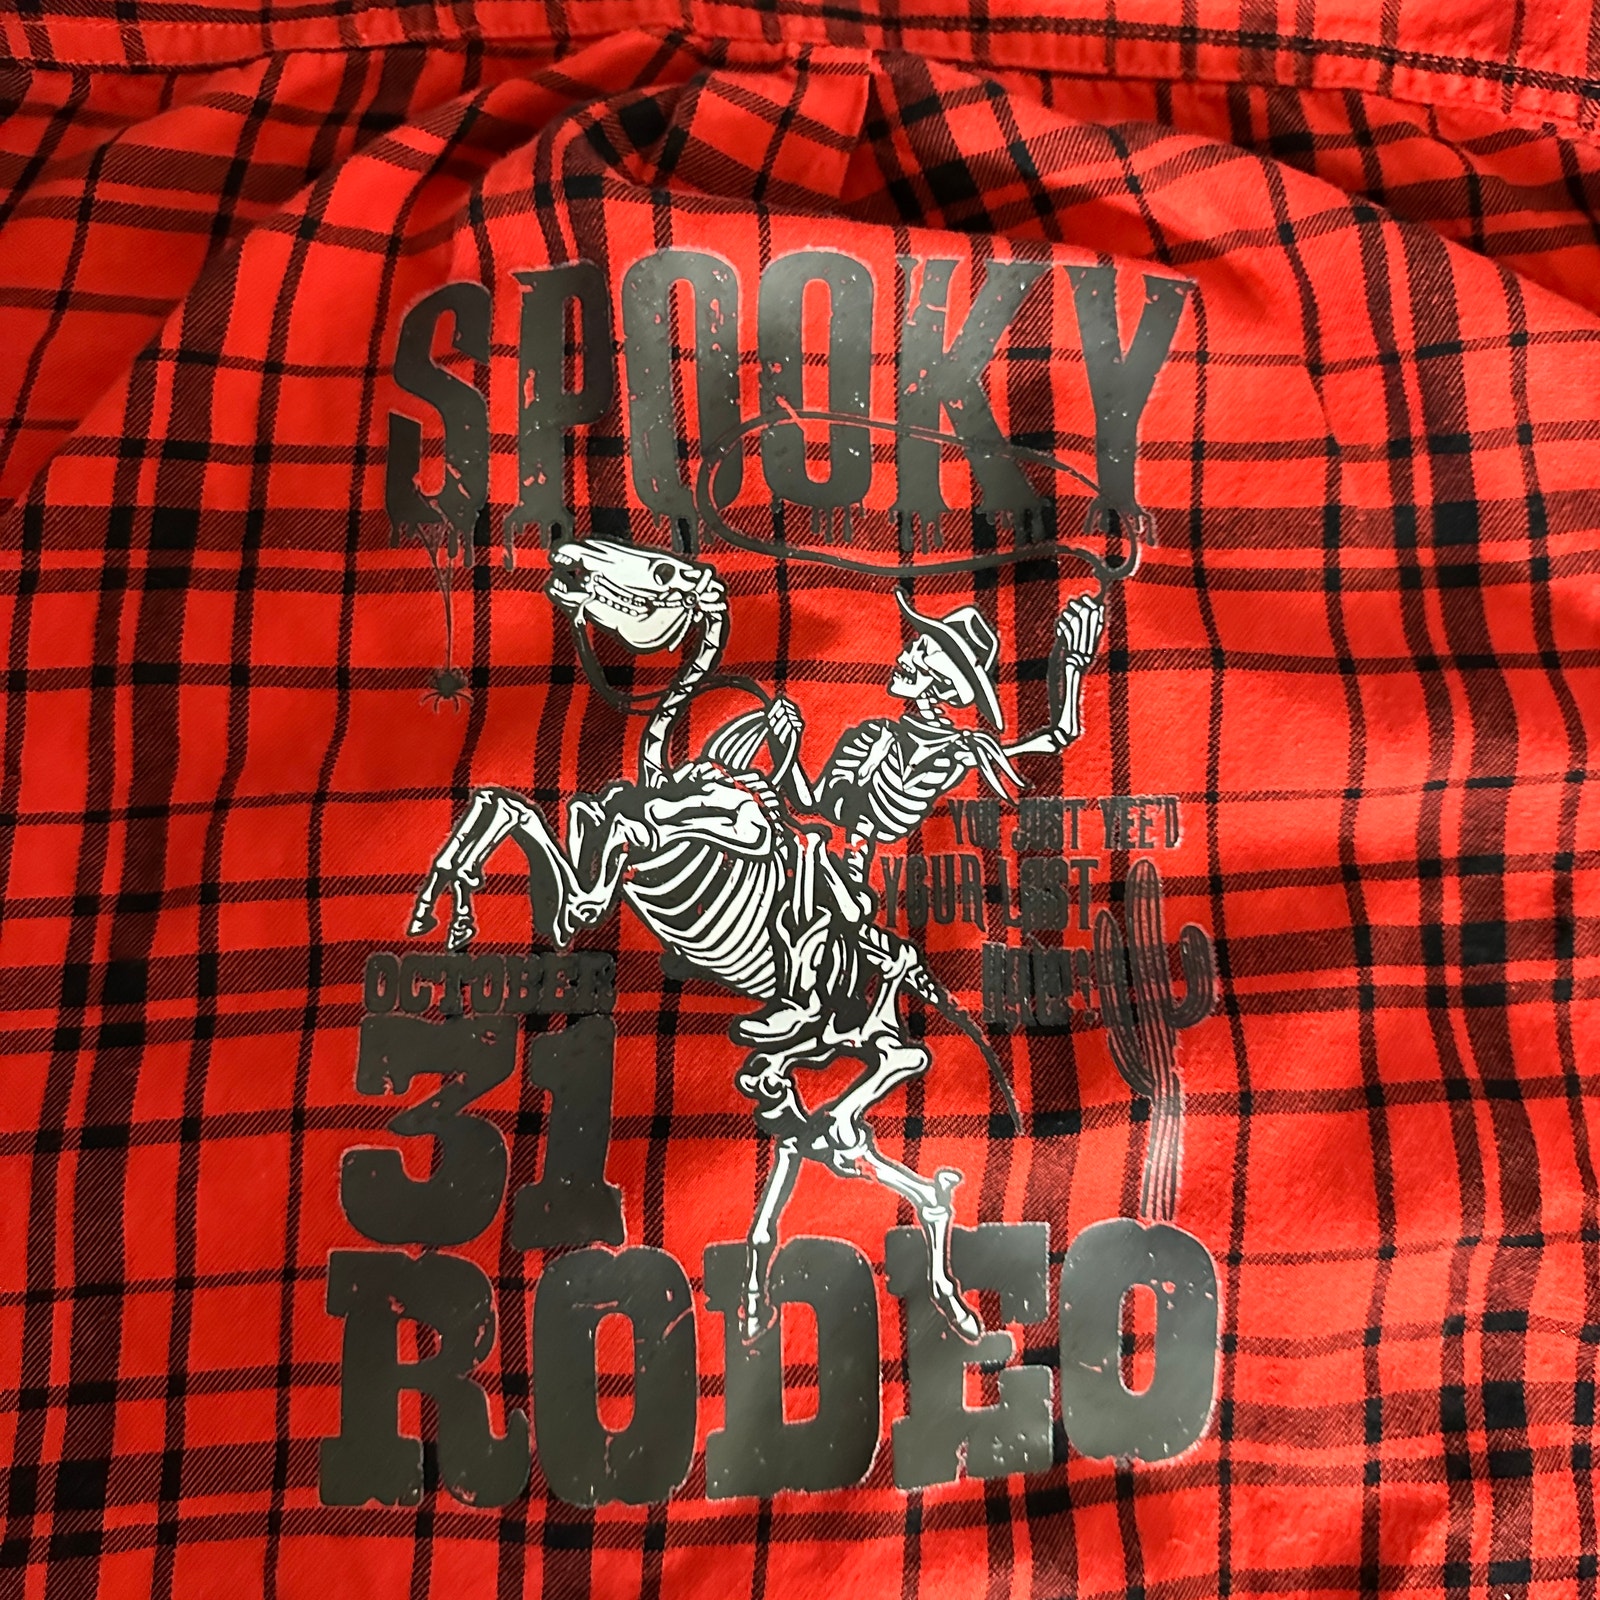 SPOOKY
YOU JUST YEE'D
YOUR LAST
HAW!
OCTOBER
31
RODEO